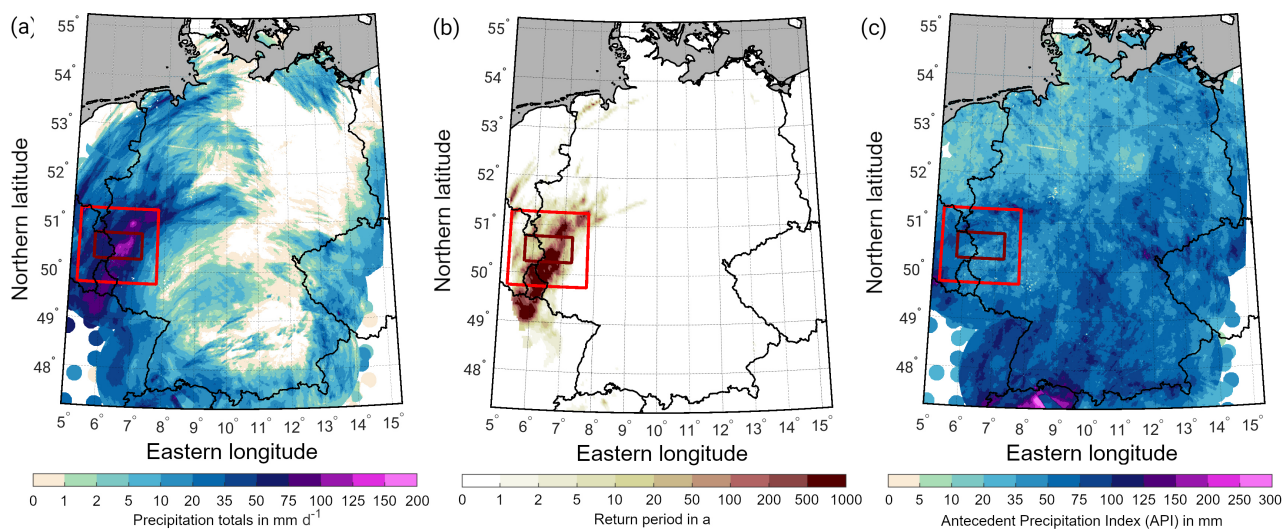 (a)
55°
54°
53°
52°
51°
50°
49°
48°
Northern latitude
5° 6° 7° 8° 9° 10° 11° 12° 13° 14° 15°
Eastern longitude
0 1 2 5 10 20 35 50 75 100 125 150 200
Precipitation totals in mm d⁻¹
(b)
55°
54°
53°
52°
51°
50°
49°
48°
Northern latitude
5° 6° 7° 8° 9° 10° 11° 12° 13° 14° 15°
Eastern longitude
0 1 2 5 10 20 50 100 200 500 1000
Return period in a
(c)
55°
54°
53°
52°
51°
50°
49°
48°
Northern latitude
5° 6° 7° 8° 9° 10° 11° 12° 13° 14° 15°
Eastern longitude
0 5 10 20 35 50 75 100 125 150 200 250 300
Antecedent Precipitation Index (API) in mm